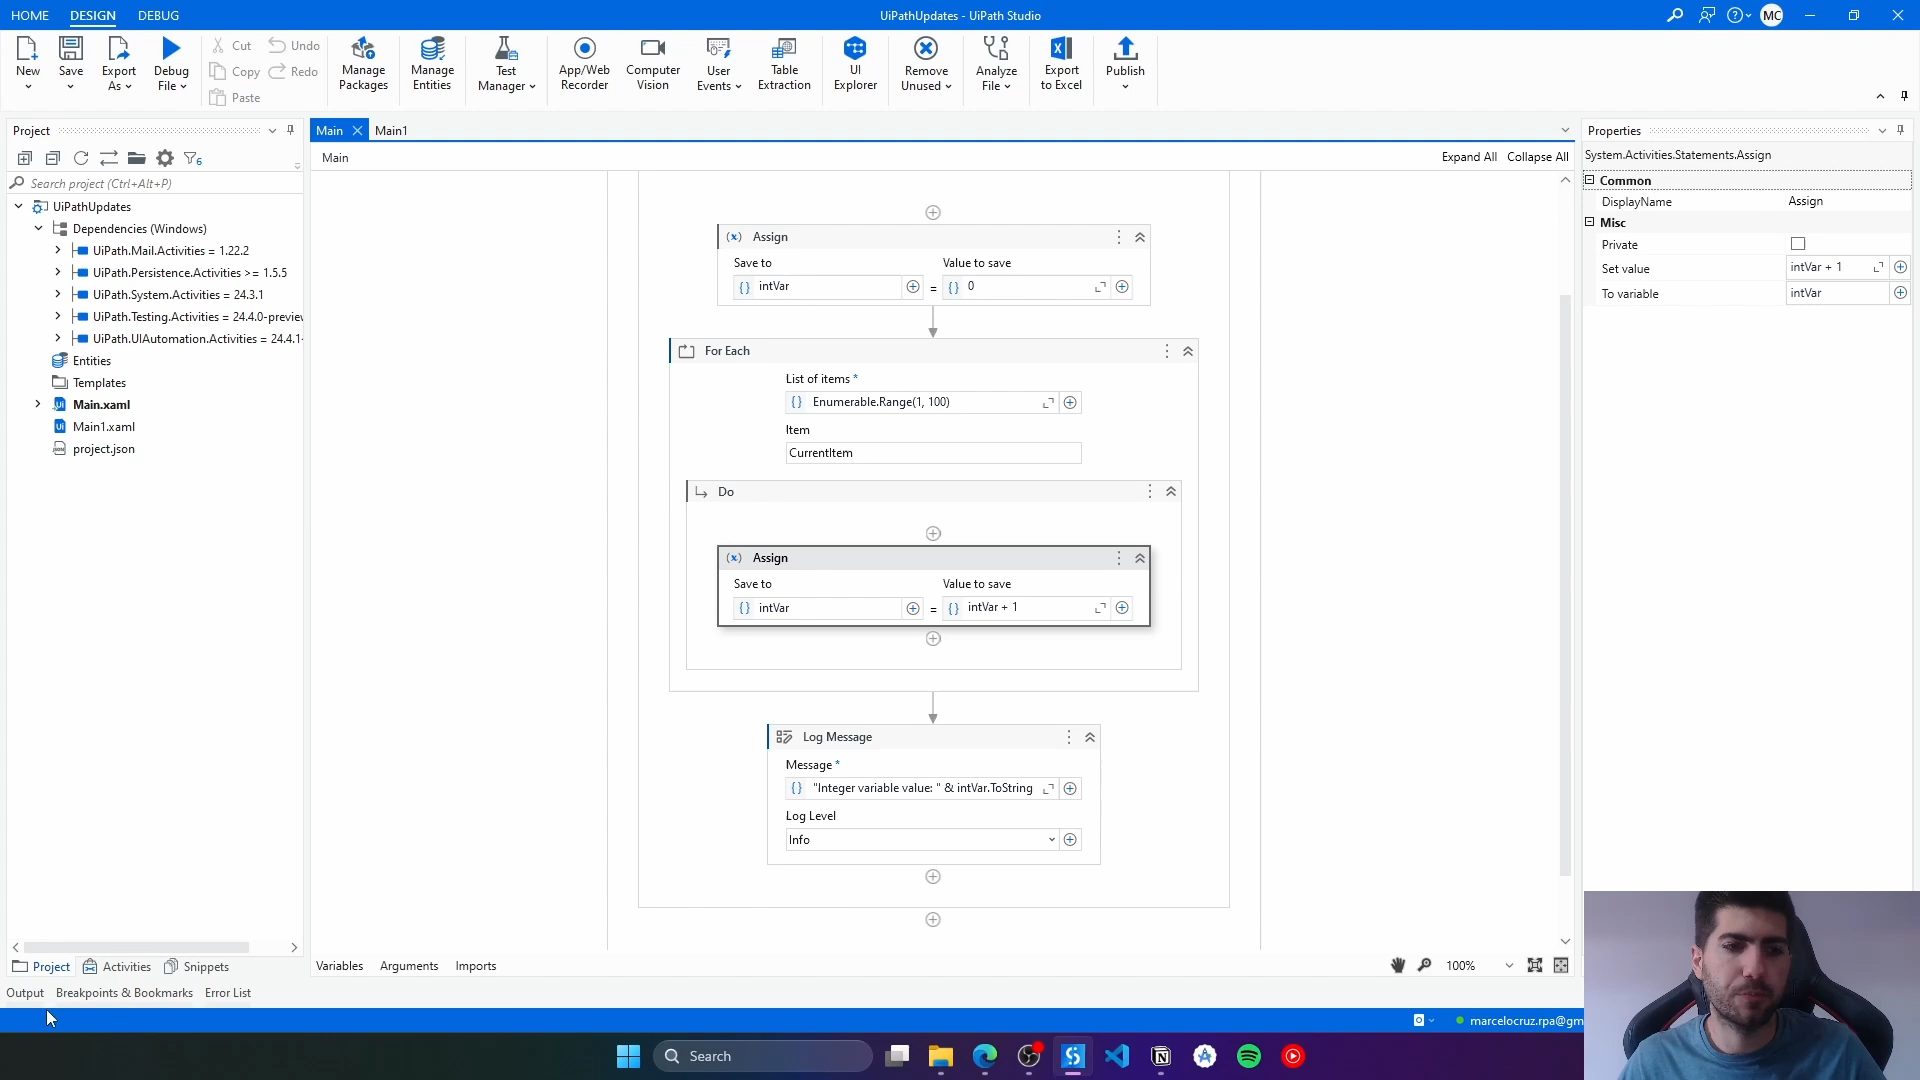 HOME DESIGN DEBUG
UiPathUpdates - UiPath Studio
MC
New
Save
Export
As
Debug
File
Cut
Copy
Paste
Undo
Redo
Manage
Packages
Manage
Entities
Test
Manager
App/Web
Recorder
Computer
Vision
User
Events
Table
Extraction
UI
Explorer
Remove
Unused
Analyze
File
Export
to Excel
Publish
Project
6
Search project (Ctrl+Alt+P)
UiPathUpdates
Dependencies (Windows)
UiPath.Mail.Activities = 1.22.2
UiPath.Persistence.Activities >= 1.5.5
UiPath.System.Activities = 24.3.1
UiPath.Testing.Activities = 24.4.0-preview
UiPath.UIAutomation.Activities = 24.4.1-
Entities
Templates
Main.xaml
Main1.xaml
project.json
Project Activities Snippets
Main Main1
Main
Expand All Collapse All
Assign
Save to Value to save
intVar = 0
For Each
List of items *
Enumerable.Range(1, 100)
Item
CurrentItem
Do
Assign
Save to Value to save
intVar = intVar + 1
Log Message
Message *
"Integer variable value: " & intVar.ToString
Log Level
Info
Variables Arguments Imports
100%
Properties
System.Activities.Statements.Assign
Common
DisplayName Assign
Misc
Private
Set value intVar + 1
To variable intVar
Output Breakpoints & Bookmarks Error List
marcelocruz.rpa@gm
Search